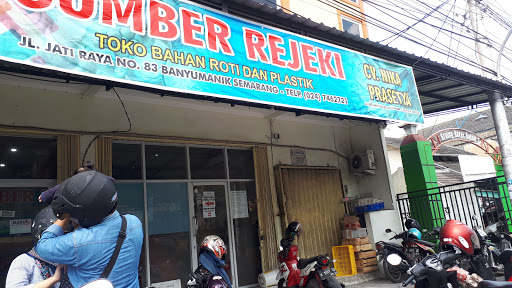 SUMBER REJEKI
TOKO BAHAN ROTI DAN PLASTIK
JL. JATI RAYA NO. 83 BANYUMANIK SEMARANG - TELP. (024) 7462721
CV. NIKA
PRASETYA